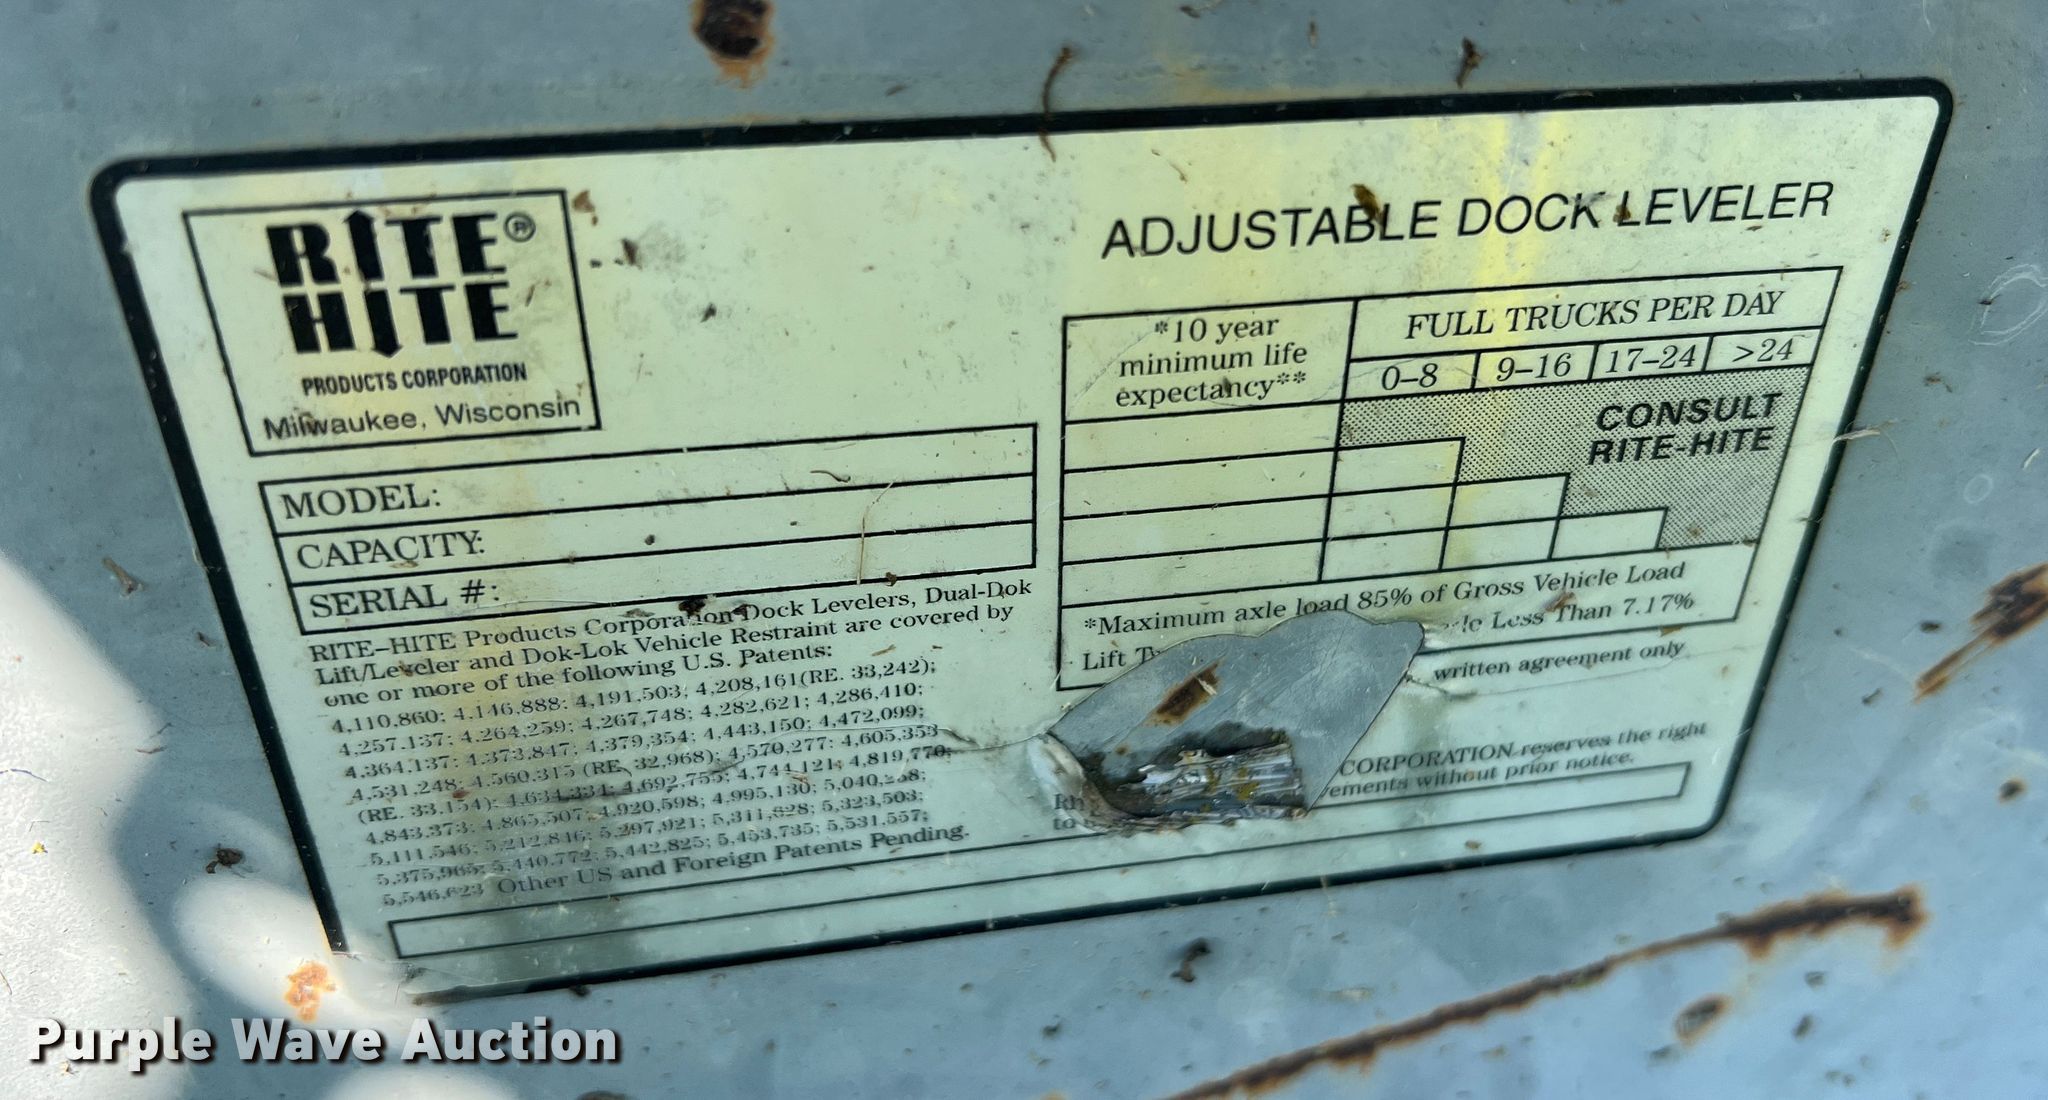 RITE®
HITE
PRODUCTS CORPORATION
Milwaukee, Wisconsin
MODEL:
CAPACITY:
SERIAL #:
RITE-HITE Products Corporation Dock Levelers, Dual-Dok
Lift/Leveler and Dok-Lok Vehicle Restraint are covered by
one or more of the following U.S. Patents:
4,110,860; 4,146,888; 4,191,503; 4,208,161(RE. 33,242);
4,257,137; 4,264,259; 4,267,748; 4,282,621; 4,286,410;
4,364,137; 4,373,847; 4,379,354; 4,443,150; 4,472,099;
4,531,248; 4,560,315 (RE. 32,968); 4,570,277; 4,605,353
(RE. 33,154); 4,634,334; 4,692,755; 4,744,121; 4,819,770;
4,843,373; 4,865,507; 4,920,598; 4,995,130; 5,040,258;
5,111,546; 5,212,846; 5,297,921; 5,311,628; 5,323,503;
5,375,965; 5,440,772; 5,442,825; 5,453,735; 5,531,557;
5,546,623 Other US and Foreign Patents Pending.
ADJUSTABLE DOCK LEVELER
*10 year
minimum life
expectancy**
FULL TRUCKS PER DAY
0-8 9-16 17-24 >24
CONSULT
RITE-HITE
*Maximum axle load 85% of Gross Vehicle Load
Lift Less Than 7.17%
written agreement only
CORPORATION reserves the right
to without prior notice.
Purple Wave Auction